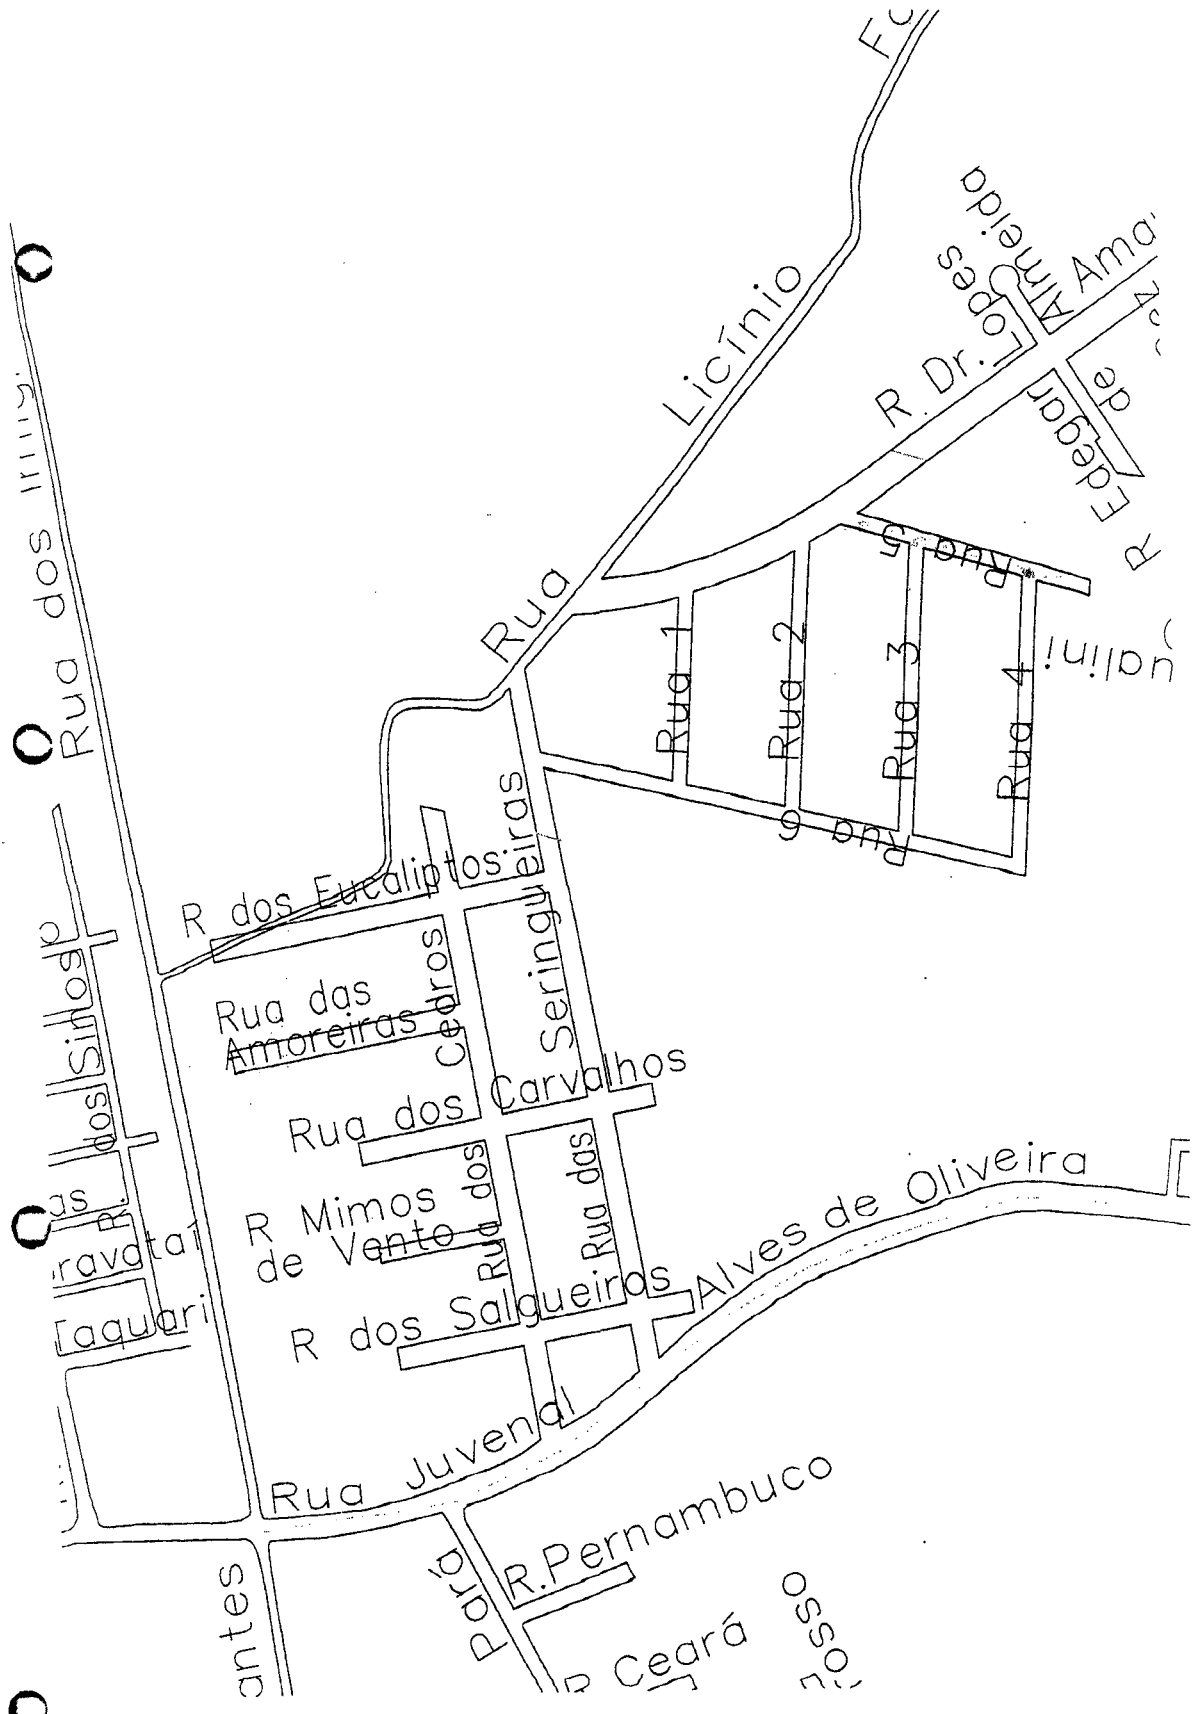 Rua Licínio
R Dr. Lopes
Almeida
R Edegar
de
Rua dos
Rua 1
Rua 2
Rua 3
Rua 4
Rua 5
Rua 6
R dos Eucaliptos
Rua das Seringueiras
Rua dos Cedros
Rua das
Amoreiras
Rua dos Carvalhos
R Mimos
de Vento
R dos Salgueiros
R. dos Sinos
Taquari
Rua Juvenal Alves de Oliveira
antes
Pará
R.Pernambuco
R Ceará